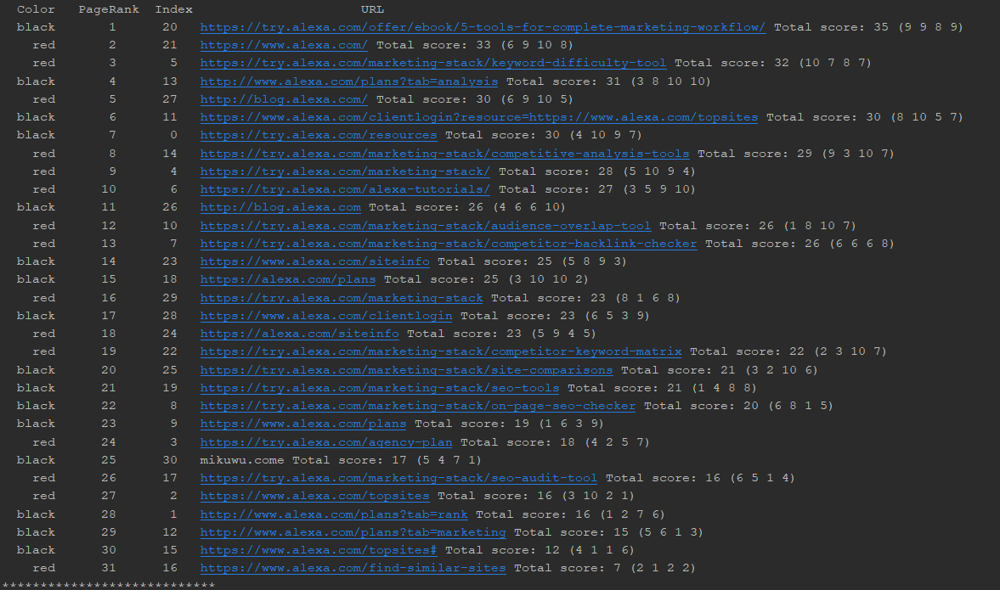 Color PageRank Index URL
black 1 20 https://try.alexa.com/offer/ebook/5-tools-for-complete-marketing-workflow/ Total score: 35 (9 9 8 9)
red 2 21 https://www.alexa.com/ Total score: 33 (6 9 10 8)
red 3 5 https://try.alexa.com/marketing-stack/keyword-difficulty-tool Total score: 32 (10 7 8 7)
black 4 13 http://www.alexa.com/plans?tab=analysis Total score: 31 (3 8 10 10)
red 5 27 http://blog.alexa.com/ Total score: 30 (6 9 10 5)
black 6 11 https://www.alexa.com/clientlogin?resource=https://www.alexa.com/topsites Total score: 30 (8 10 5 7)
black 7 0 https://try.alexa.com/resources Total score: 30 (4 10 9 7)
red 8 14 https://try.alexa.com/marketing-stack/competitive-analysis-tools Total score: 29 (9 3 10 7)
red 9 4 https://try.alexa.com/marketing-stack/ Total score: 28 (5 10 9 4)
red 10 6 https://try.alexa.com/alexa-tutorials/ Total score: 27 (3 5 9 10)
black 11 26 http://blog.alexa.com Total score: 26 (4 6 6 10)
red 12 10 https://try.alexa.com/marketing-stack/audience-overlap-tool Total score: 26 (1 8 10 7)
red 13 7 https://try.alexa.com/marketing-stack/competitor-backlink-checker Total score: 26 (6 6 6 8)
black 14 23 https://www.alexa.com/siteinfo Total score: 25 (5 8 9 3)
black 15 18 https://alexa.com/plans Total score: 25 (3 10 10 2)
red 16 29 https://try.alexa.com/marketing-stack Total score: 23 (8 1 6 8)
black 17 28 https://www.alexa.com/clientlogin Total score: 23 (6 5 3 9)
red 18 24 https://alexa.com/siteinfo Total score: 23 (5 9 4 5)
red 19 22 https://try.alexa.com/marketing-stack/competitor-keyword-matrix Total score: 22 (2 3 10 7)
black 20 25 https://try.alexa.com/marketing-stack/site-comparisons Total score: 21 (3 2 10 6)
black 21 19 https://try.alexa.com/marketing-stack/seo-tools Total score: 21 (1 4 8 8)
black 22 8 https://try.alexa.com/marketing-stack/on-page-seo-checker Total score: 20 (6 8 1 5)
black 23 9 https://www.alexa.com/plans Total score: 19 (1 6 3 9)
red 24 3 https://try.alexa.com/agency-plan Total score: 18 (4 2 5 7)
black 25 30 mikuwu.come Total score: 17 (5 4 7 1)
red 26 17 https://try.alexa.com/marketing-stack/seo-audit-tool Total score: 16 (6 5 1 4)
red 27 2 https://www.alexa.com/topsites Total score: 16 (3 10 2 1)
black 28 1 http://www.alexa.com/plans?tab=rank Total score: 16 (1 2 7 6)
black 29 12 http://www.alexa.com/plans?tab=marketing Total score: 15 (5 6 1 3)
black 30 15 https://www.alexa.com/topsites# Total score: 12 (4 1 1 6)
red 31 16 https://www.alexa.com/find-similar-sites Total score: 7 (2 1 2 2)
****************************